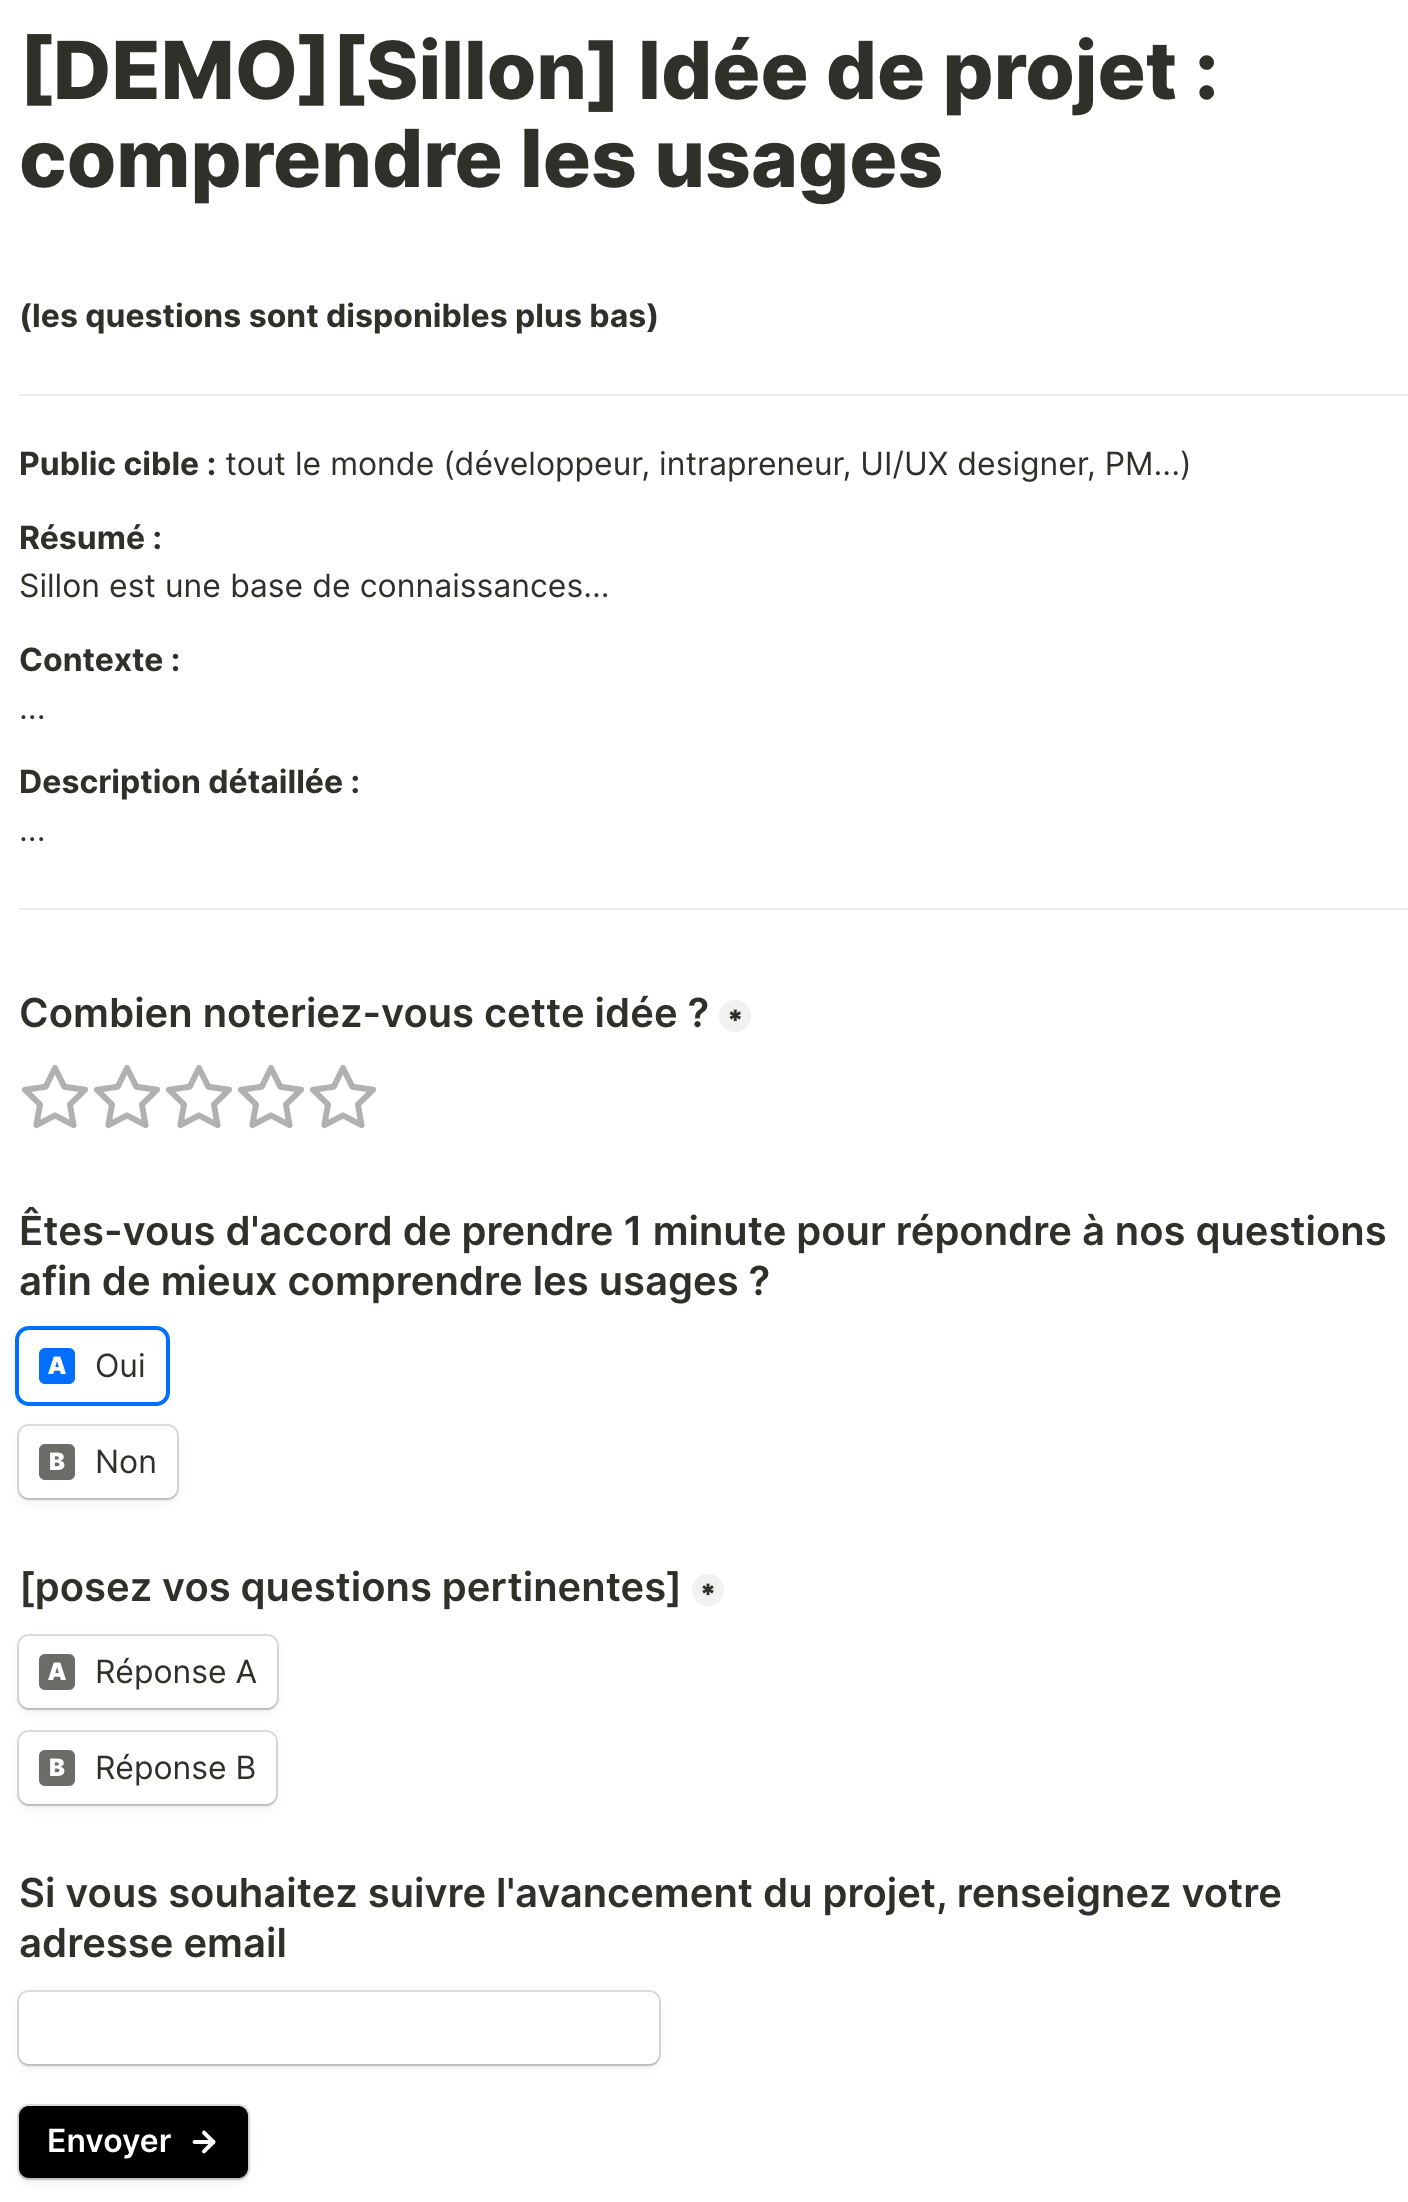 [DEMO][Sillon] Idée de projet :
comprendre les usages
(les questions sont disponibles plus bas)
Public cible : tout le monde (développeur, intrapreneur, UI/UX designer, PM...)
Résumé :
Sillon est une base de connaissances...
Contexte :
...
Description détaillée :
...
Combien noteriez-vous cette idée ? *
Êtes-vous d'accord de prendre 1 minute pour répondre à nos questions
afin de mieux comprendre les usages ?
A Oui
B Non
[posez vos questions pertinentes] *
A Réponse A
B Réponse B
Si vous souhaitez suivre l'avancement du projet, renseignez votre
adresse email
Envoyer →